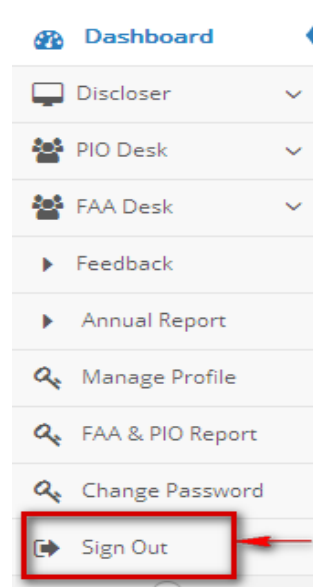 Dashboard
Discloser
PIO Desk
FAA Desk
Feedback
Annual Report
Manage Profile
FAA & PIO Report
Change Password
Sign Out